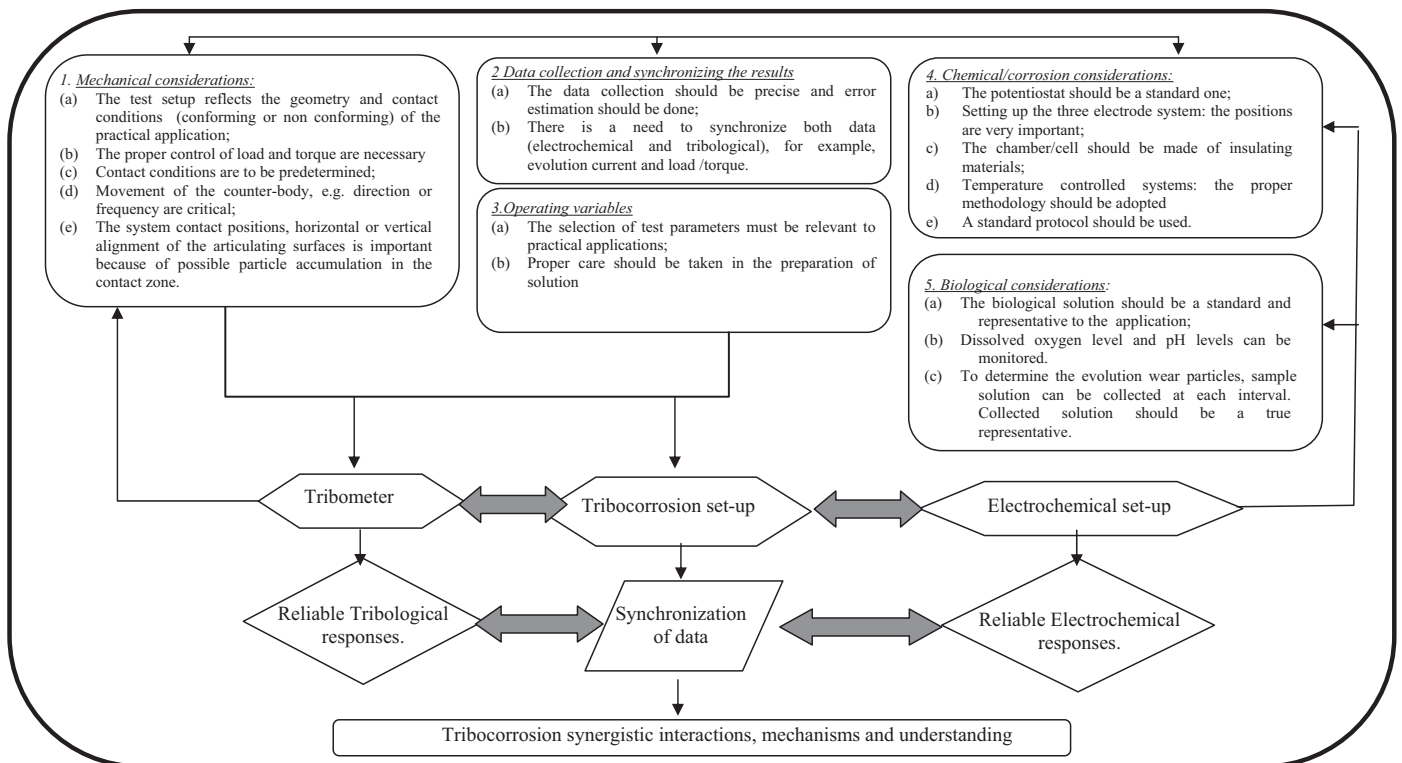 1. Mechanical considerations:
(a) The test setup reflects the geometry and contact
conditions (conforming or non conforming) of the
practical application;
(b) The proper control of load and torque are necessary
(c) Contact conditions are to be predetermined;
(d) Movement of the counter-body, e.g. direction or
frequency are critical;
(e) The system contact positions, horizontal or vertical
alignment of the articulating surfaces is important
because of possible particle accumulation in the
contact zone.
2 Data collection and synchronizing the results
(a) The data collection should be precise and error
estimation should be done;
(b) There is a need to synchronize both data
(electrochemical and tribological), for example,
evolution current and load /torque.
3.Operating variables
(a) The selection of test parameters must be relevant to
practical applications;
(b) Proper care should be taken in the preparation of
solution
4. Chemical/corrosion considerations:
a) The potentiostat should be a standard one;
b) Setting up the three electrode system: the positions
are very important;
c) The chamber/cell should be made of insulating
materials;
d) Temperature controlled systems: the proper
methodology should be adopted
e) A standard protocol should be used.
5. Biological considerations:
(a) The biological solution should be a standard and
representative to the application;
(b) Dissolved oxygen level and pH levels can be
monitored.
(c) To determine the evolution wear particles, sample
solution can be collected at each interval.
Collected solution should be a true
representative.
Tribometer
Tribocorrosion set-up
Electrochemical set-up
Reliable Tribological
responses.
Synchronization
of data
Reliable Electrochemical
responses.
Tribocorrosion synergistic interactions, mechanisms and understanding